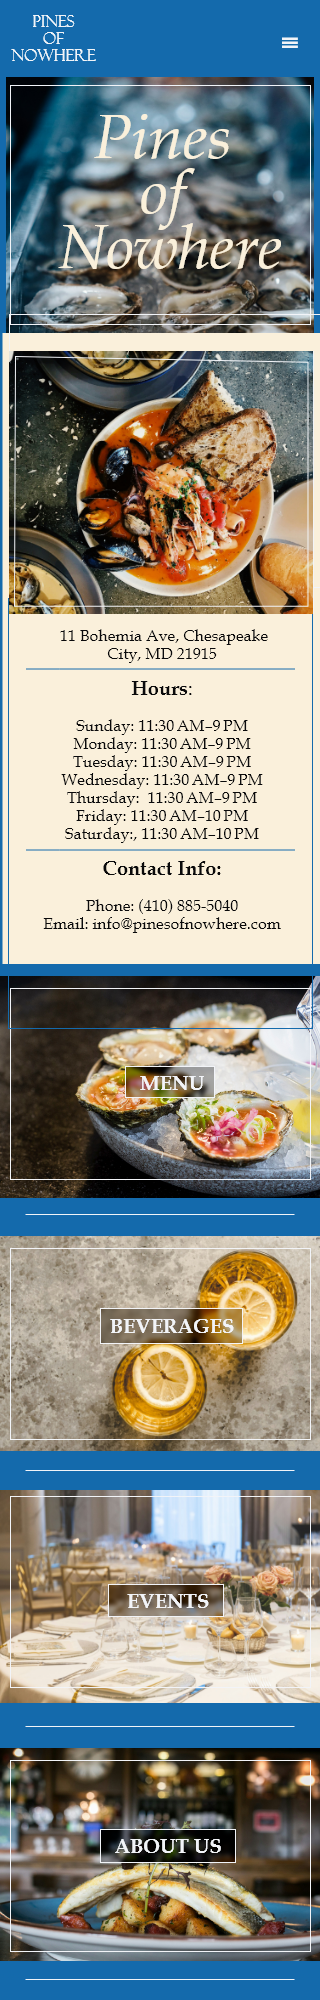 PINES
OF
NOWHERE
Pines
of
Nowhere
11 Bohemia Ave, Chesapeake
City, MD 21915
Hours:
Sunday: 11:30 AM–9 PM
Monday: 11:30 AM–9 PM
Tuesday: 11:30 AM–9 PM
Wednesday: 11:30 AM–9 PM
Thursday:  11:30 AM–9 PM
Friday: 11:30 AM–10 PM
Saturday:, 11:30 AM–10 PM
Contact Info:
Phone: (410) 885-5040
Email: info@pinesofnowhere.com
MENU
BEVERAGES
EVENTS
ABOUT US